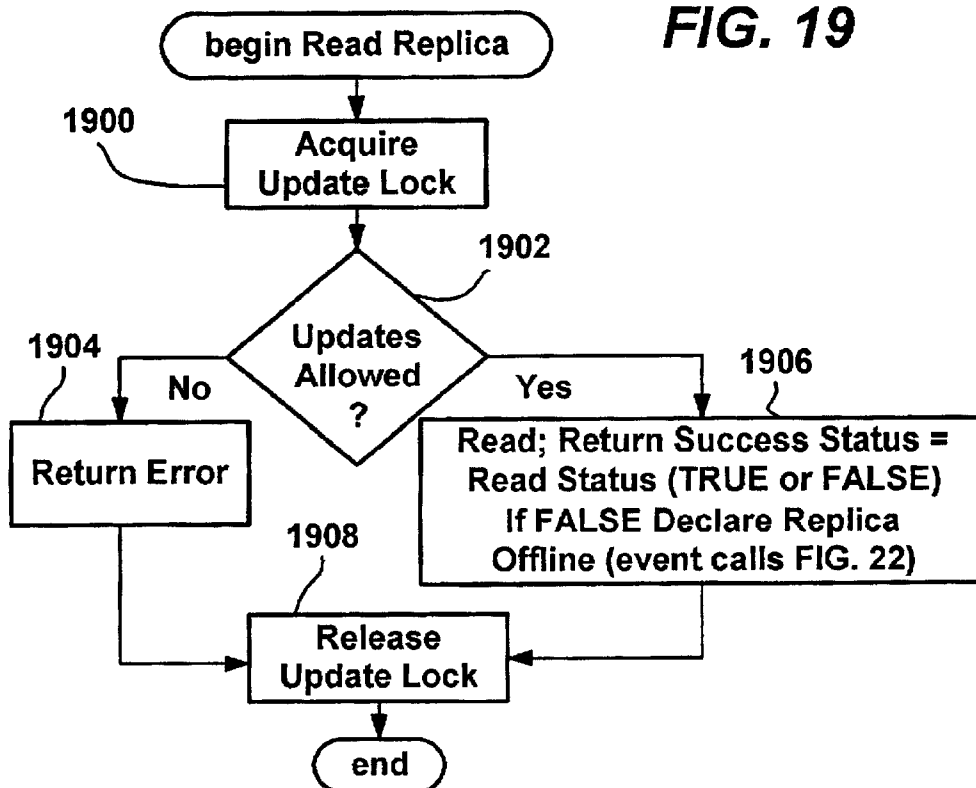 FIG. 19
begin Read Replica
1900
Acquire
Update Lock
1902
Updates
Allowed
?
1904
No
Yes
1906
Return Error
Read; Return Success Status =
Read Status (TRUE or FALSE)
If FALSE Declare Replica
Offline (event calls FIG. 22)
1908
Release
Update Lock
end